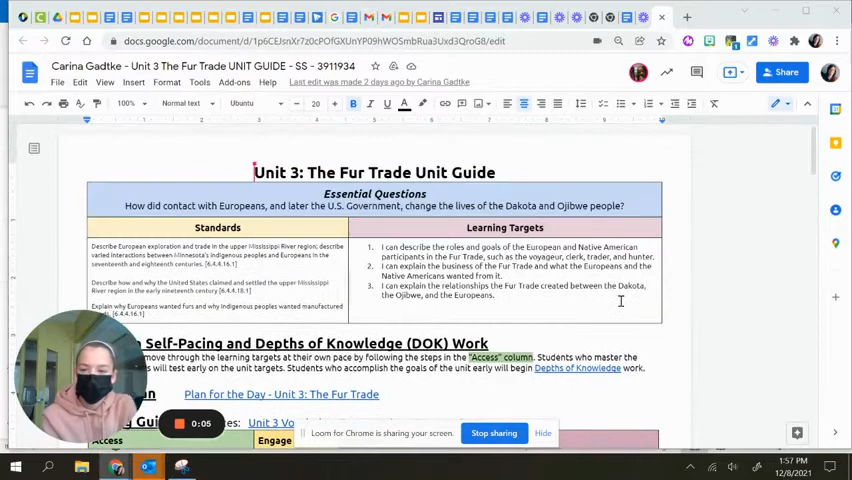 docs.google.com/document/d/1p6CEJsnXr7z0cPOfGXUnYP09hWOSmbRua3Uxd3QroG8/edit
Carina Gadtke - Unit 3 The Fur Trade UNIT GUIDE - SS - 3911934
Share
File Edit View Insert Format Tools Add-ons Help Last edit was made 2 days ago by Carina Gadtke
100% Normal text Ubuntu 20 B I U A
Unit 3: The Fur Trade Unit Guide
Essential Questions
How did contact with Europeans, and later the U.S. Government, change the lives of the Dakota and Ojibwe people?
Standards Learning Targets
Describe European exploration and trade in the upper Mississippi River region; describe
varied interactions between Minnesota's indigenous peoples and Europeans in the
seventeenth and eighteenth centuries. [6.4.4.16.1]
Describe how and why the United States claimed and settled the upper Mississippi
River region in the early nineteenth century [6.4.4.18.1]
Explain why Europeans wanted furs and why Indigenous peoples wanted manufactured
goods. [6.4.4.16.1]
1. I can describe the roles and goals of the European and Native American
participants in the Fur Trade, such as the voyageur, clerk, trader, and hunter.
2. I can explain the business of the Fur Trade and what the Europeans and the
Native Americans wanted from it.
3. I can explain the relationships the Fur Trade created between the Dakota,
the Ojibwe, and the Europeans.
Self-Pacing and Depths of Knowledge (DOK) Work
move through the learning targets at their own pace by following the steps in the "Access" column. Students who master the
will test early on the unit targets. Students who accomplish the goals of the unit early will begin Depths of Knowledge work.
Plan for the Day - Unit 3: The Fur Trade
0:05
Unit 3 Vo
Loom for Chrome is sharing your screen. Stop sharing Hide
Access Engage
1:57 PM
12/8/2021